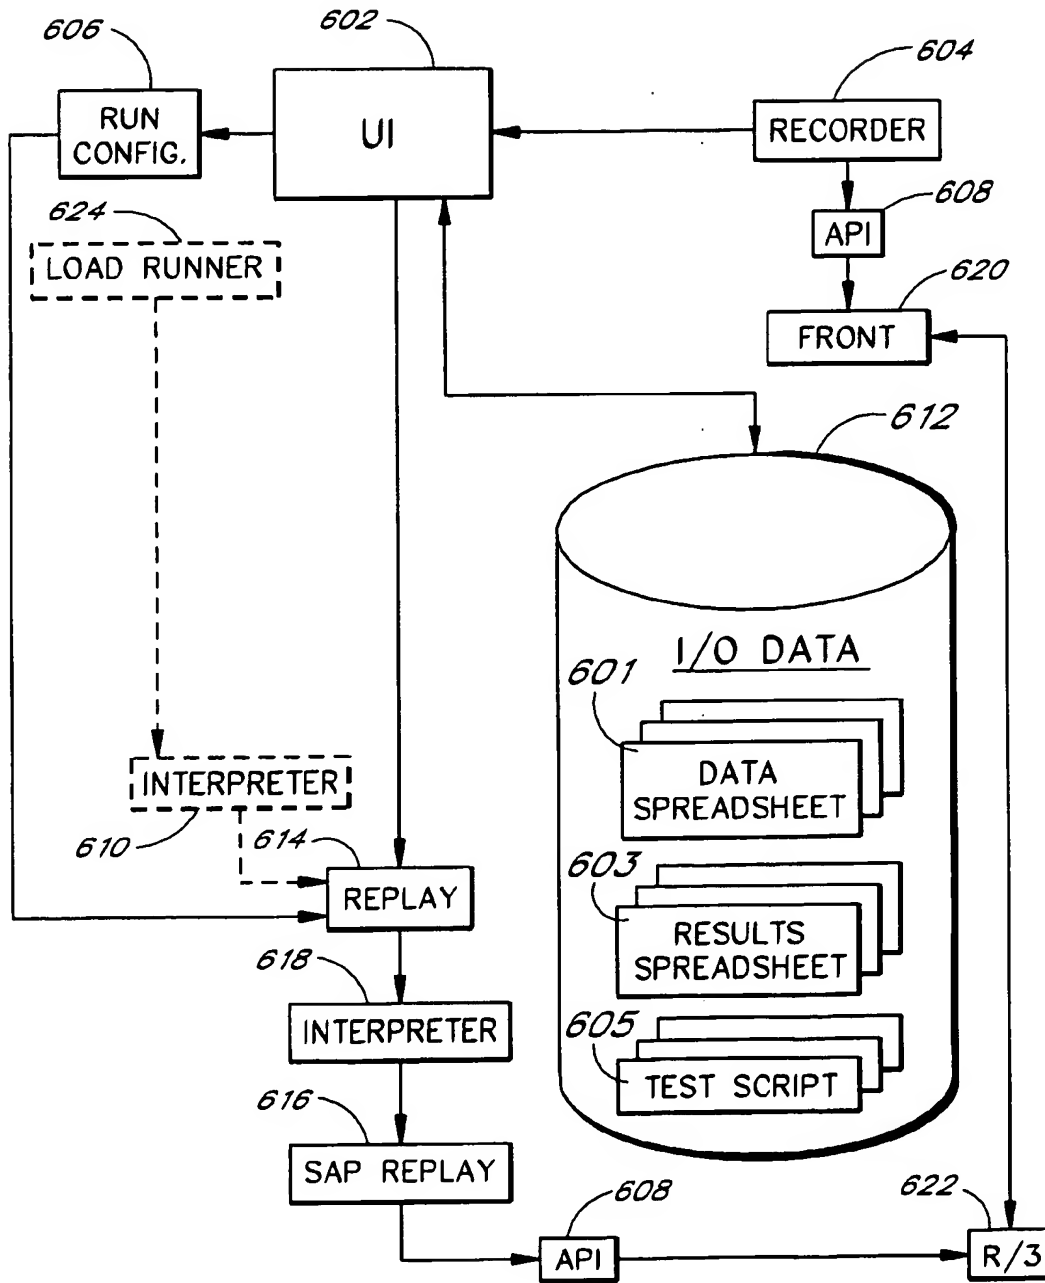 606
602
604
RUN
CONFIG.
UI
RECORDER
624
608
LOAD RUNNER
API
620
FRONT
612
I/O DATA
601
DATA
SPREADSHEET
INTERPRETER
610
614
603
REPLAY
RESULTS
SPREADSHEET
618
INTERPRETER
605
TEST SCRIPT
616
SAP REPLAY
608
622
API
R/3